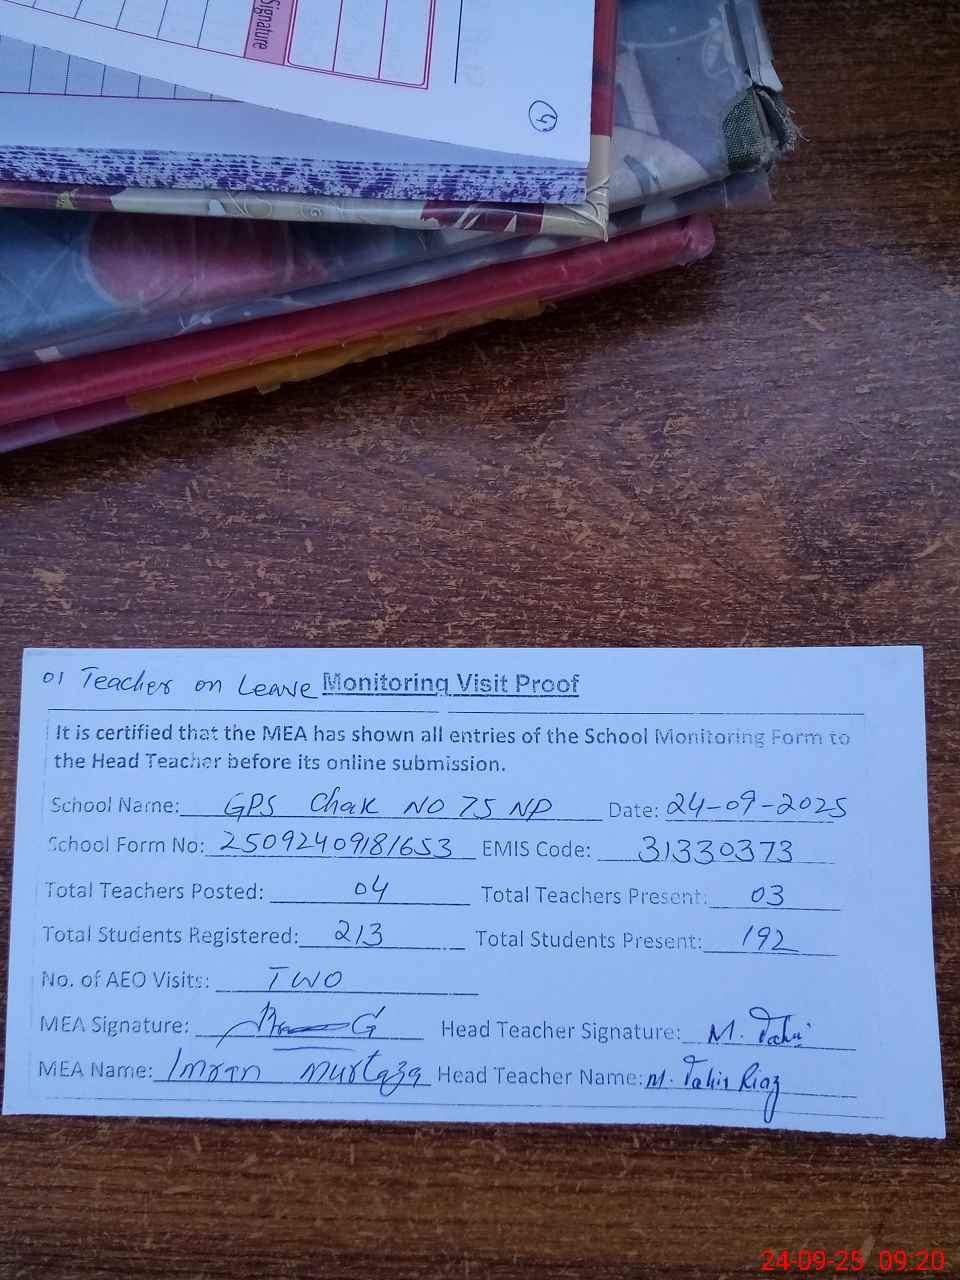 Signature
4
01 Teacher on Leave Monitoring Visit Proof
It is certified that the MEA has shown all entries of the School Monitoring Form to
the Head Teacher before its online submission.
School Name: GPS Chak NO 75 NP Date: 24-09-2025
School Form No: 25092409181653 EMIS Code: 31330373
Total Teachers Posted: 04 Total Teachers Present: 03
Total Students Registered: 213 Total Students Present: 192
No. of AEO Visits: TWO
MEA Signature: Head Teacher Signature: M. Tahir
MEA Name: Imran Murtaza Head Teacher Name: M. Tahir Riaz
24-09-25 09:20